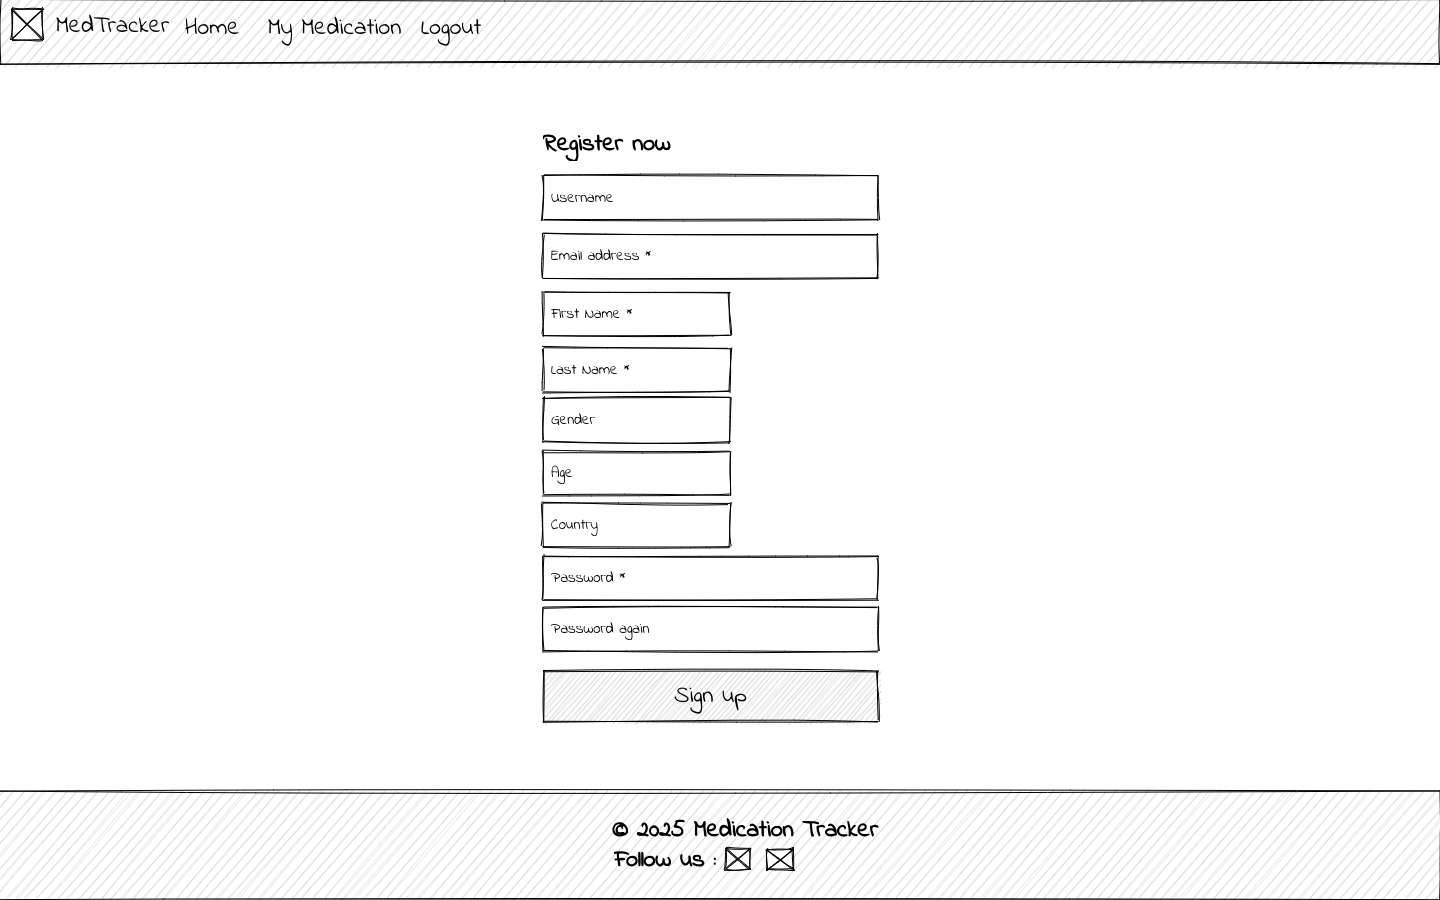 MedTracker Home My Medication Logout
Register now
Username
Email address *
First Name *
Last Name *
Gender
Age
Country
Password *
Password again
Sign up
© 2025 Medication Tracker
Follow us :